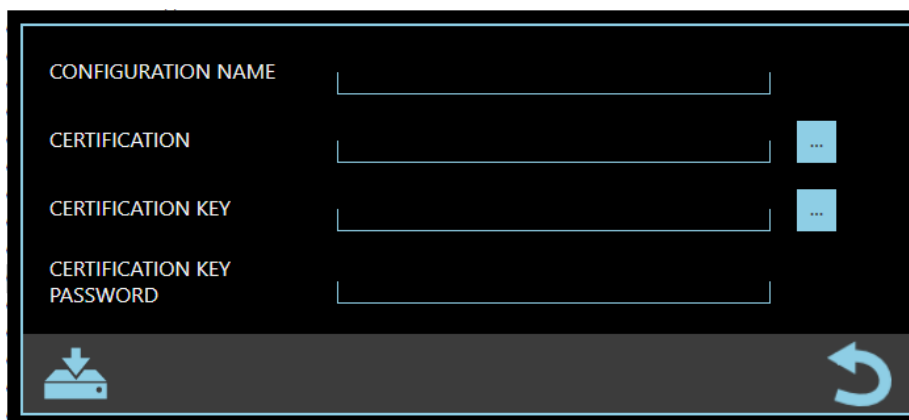 CONFIGURATION NAME
CERTIFICATION
...
CERTIFICATION KEY
...
CERTIFICATION KEY
PASSWORD